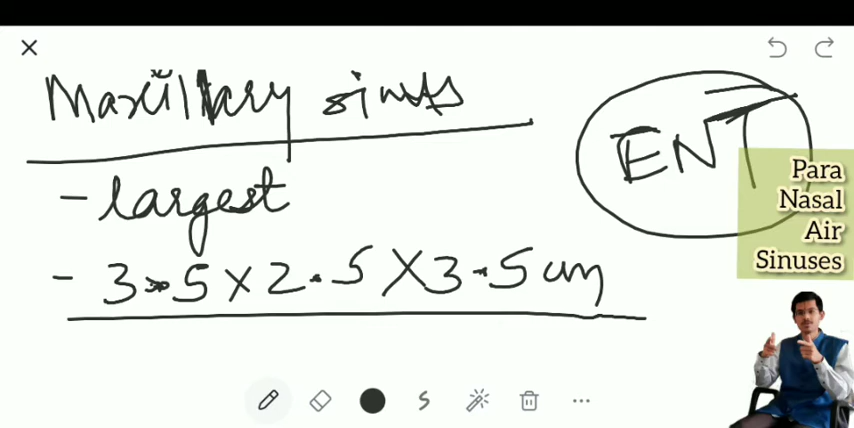 Maxillary sinus
- largest
- 3.5 X 2.5 X 3.5 cm
ENT
Para
Nasal
Air
Sinuses